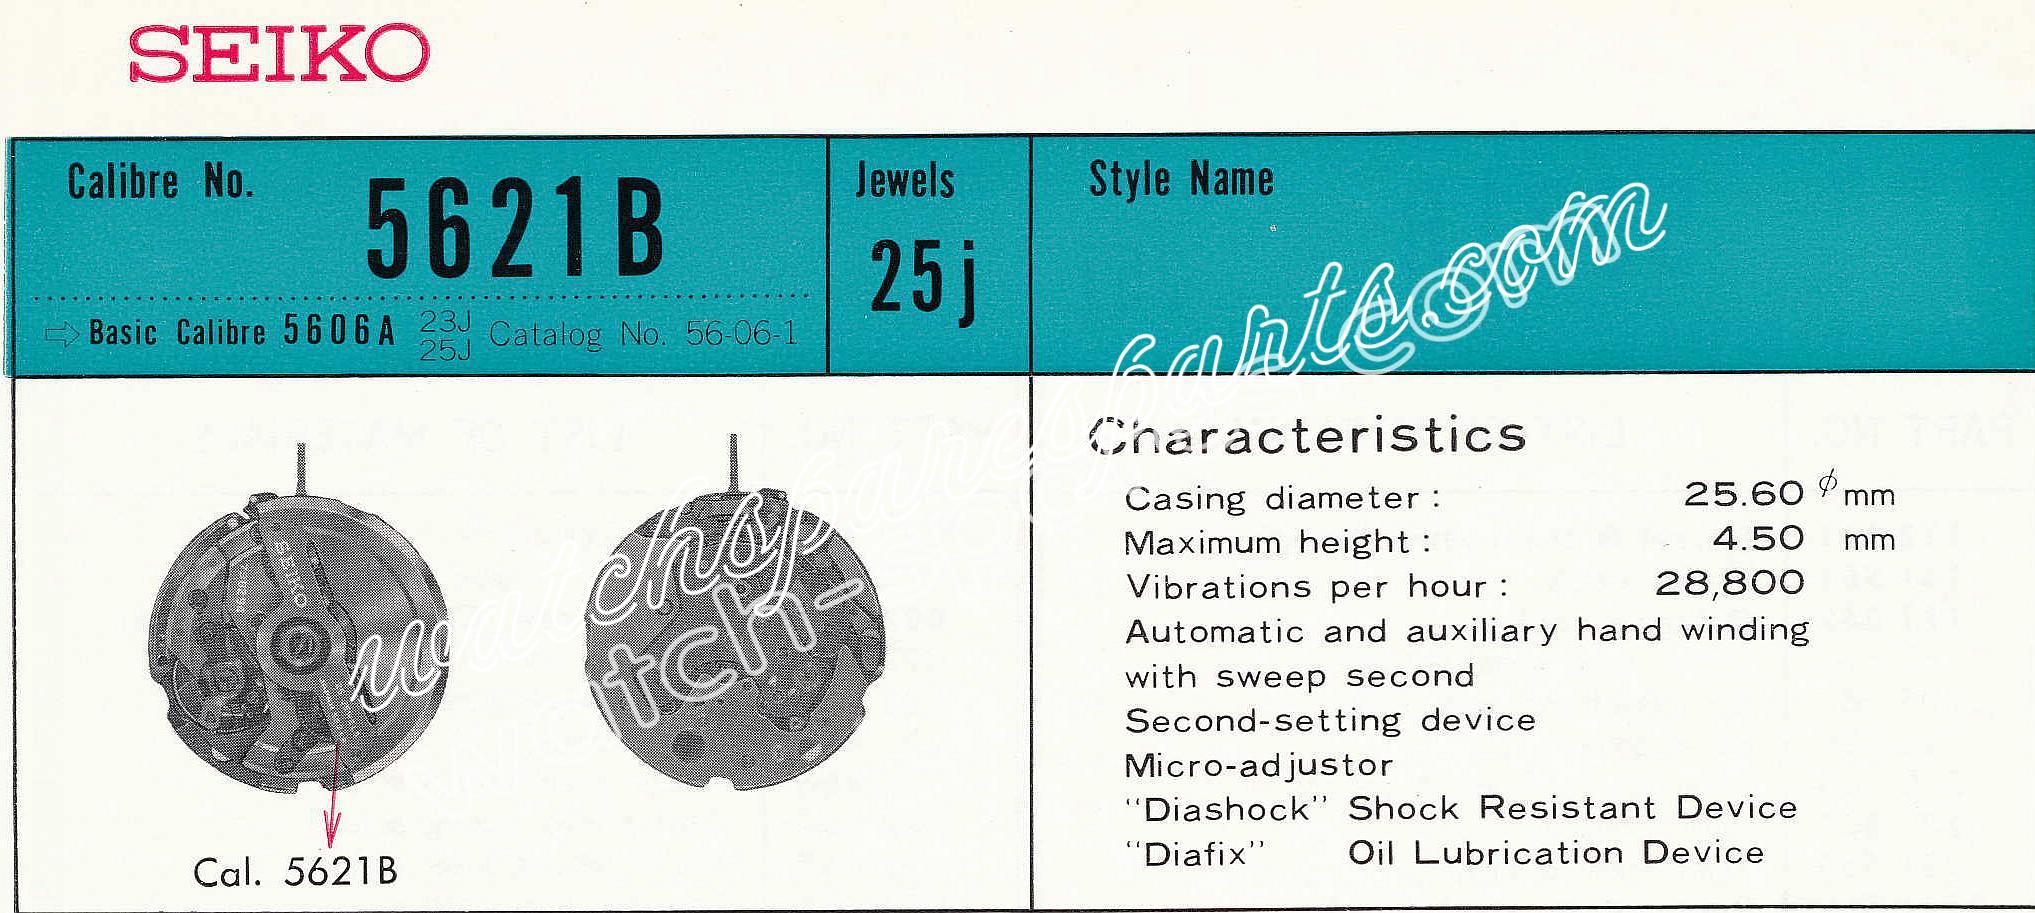 SEIKO
Calibre No. 5621B
Jewels
25j
Style Name
⇨ Basic Calibre 5606A 23J 25J Catalog No. 56-06-1
Characteristics
Casing diameter : 25.60 φ mm
Maximum height : 4.50 mm
Vibrations per hour : 28,800
Automatic and auxiliary hand winding
with sweep second
Second-setting device
Micro-adjustor
"Diashock" Shock Resistant Device
"Diafix" Oil Lubrication Device
SEIKO
Cal. 5621B
watchspareparts.com